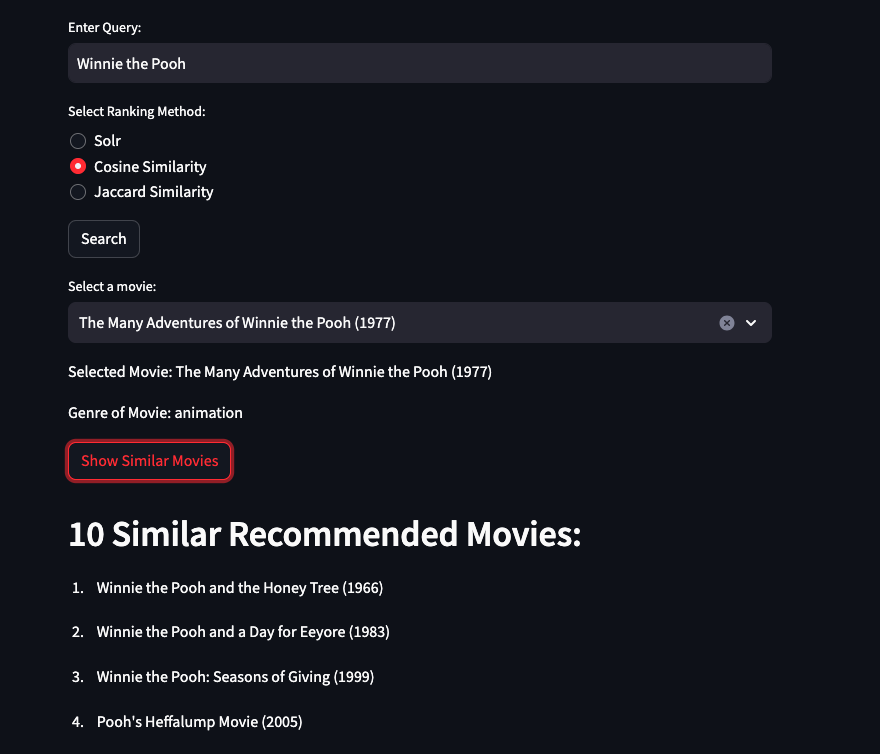 Enter Query:
Winnie the Pooh
Select Ranking Method:
Solr
Cosine Similarity
Jaccard Similarity
Search
Select a movie:
The Many Adventures of Winnie the Pooh (1977)
Selected Movie: The Many Adventures of Winnie the Pooh (1977)
Genre of Movie: animation
Show Similar Movies
10 Similar Recommended Movies:
1. Winnie the Pooh and the Honey Tree (1966)
2. Winnie the Pooh and a Day for Eeyore (1983)
3. Winnie the Pooh: Seasons of Giving (1999)
4. Pooh's Heffalump Movie (2005)